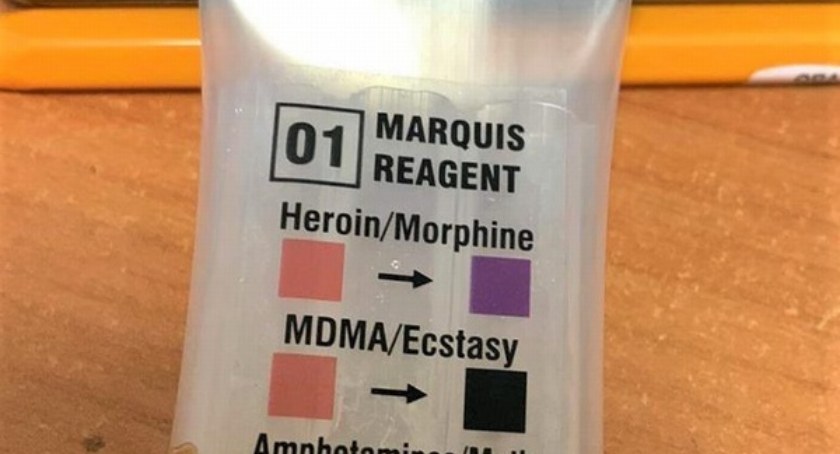 01
MARQUIS
REAGENT
Heroin/Morphine
MDMA/Ecstasy